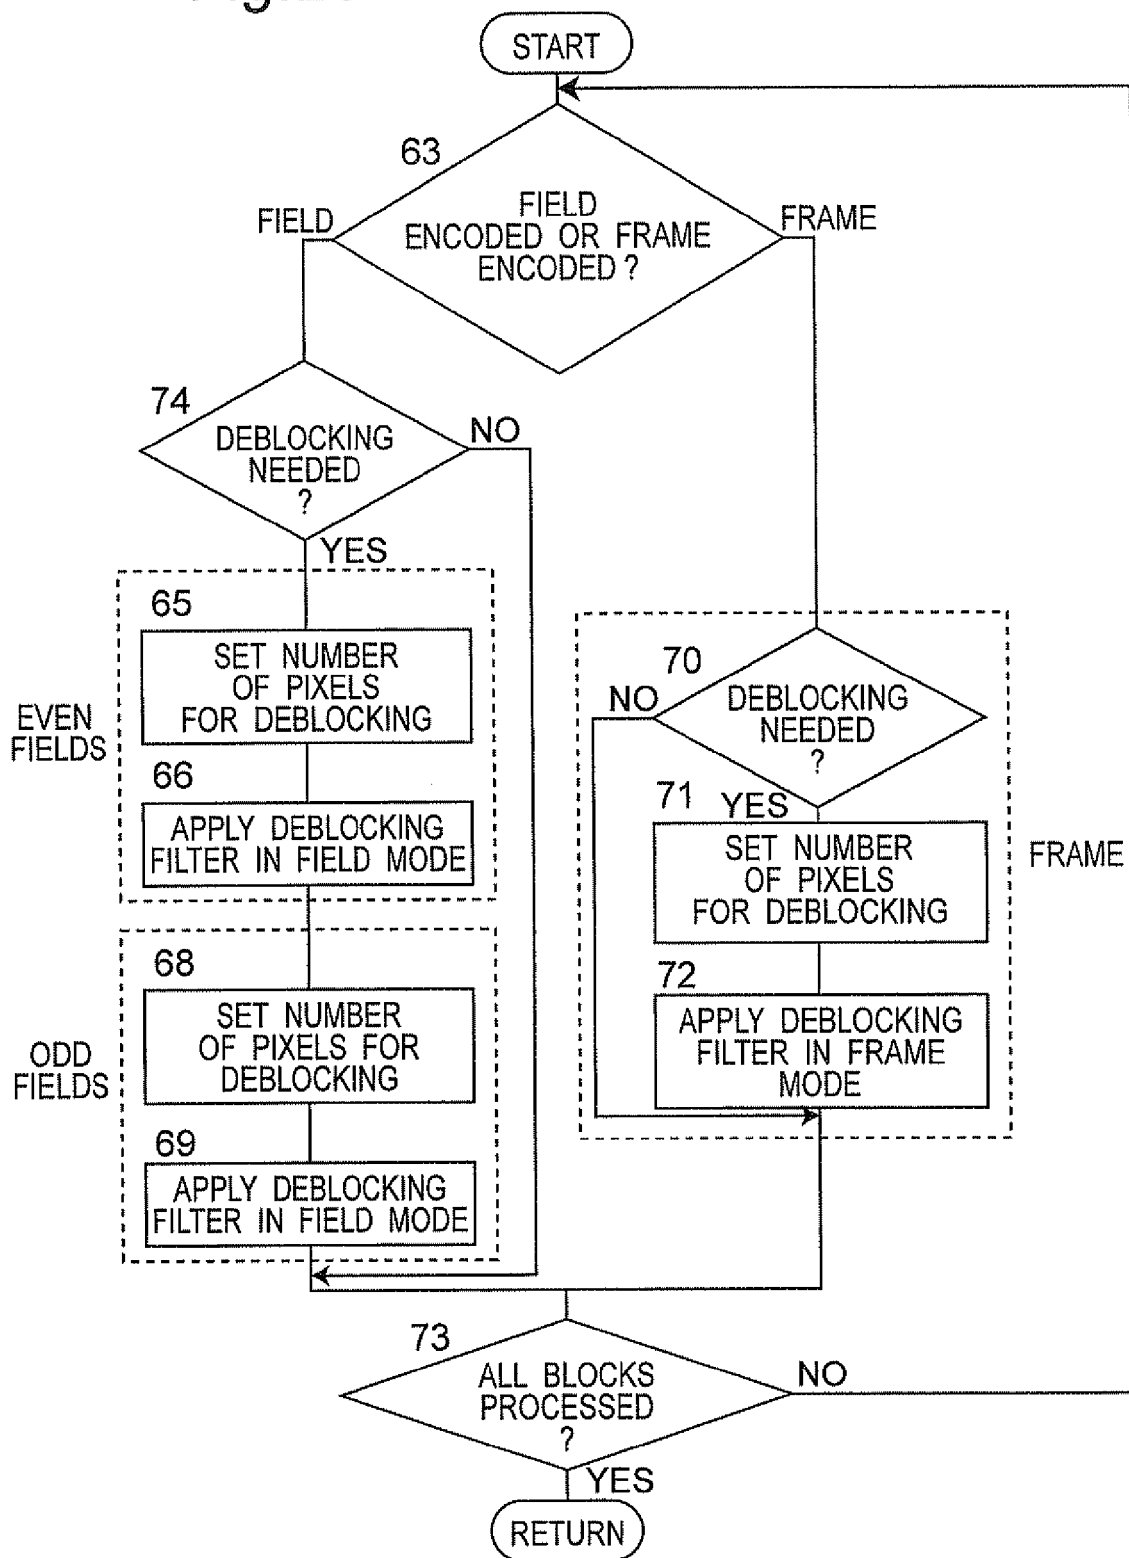 START
63
FIELD
ENCODED OR FRAME
ENCODED ?
FIELD
FRAME
74
DEBLOCKING
NEEDED
?
NO
YES
EVEN
FIELDS
65
SET NUMBER
OF PIXELS
FOR DEBLOCKING
66
APPLY DEBLOCKING
FILTER IN FIELD MODE
ODD
FIELDS
68
SET NUMBER
OF PIXELS FOR
DEBLOCKING
69
APPLY DEBLOCKING
FILTER IN FIELD MODE
70
NO
DEBLOCKING
NEEDED
?
YES
71
SET NUMBER
OF PIXELS
FOR DEBLOCKING
FRAME
72
APPLY DEBLOCKING
FILTER IN FRAME
MODE
73
ALL BLOCKS
PROCESSED
?
NO
YES
RETURN